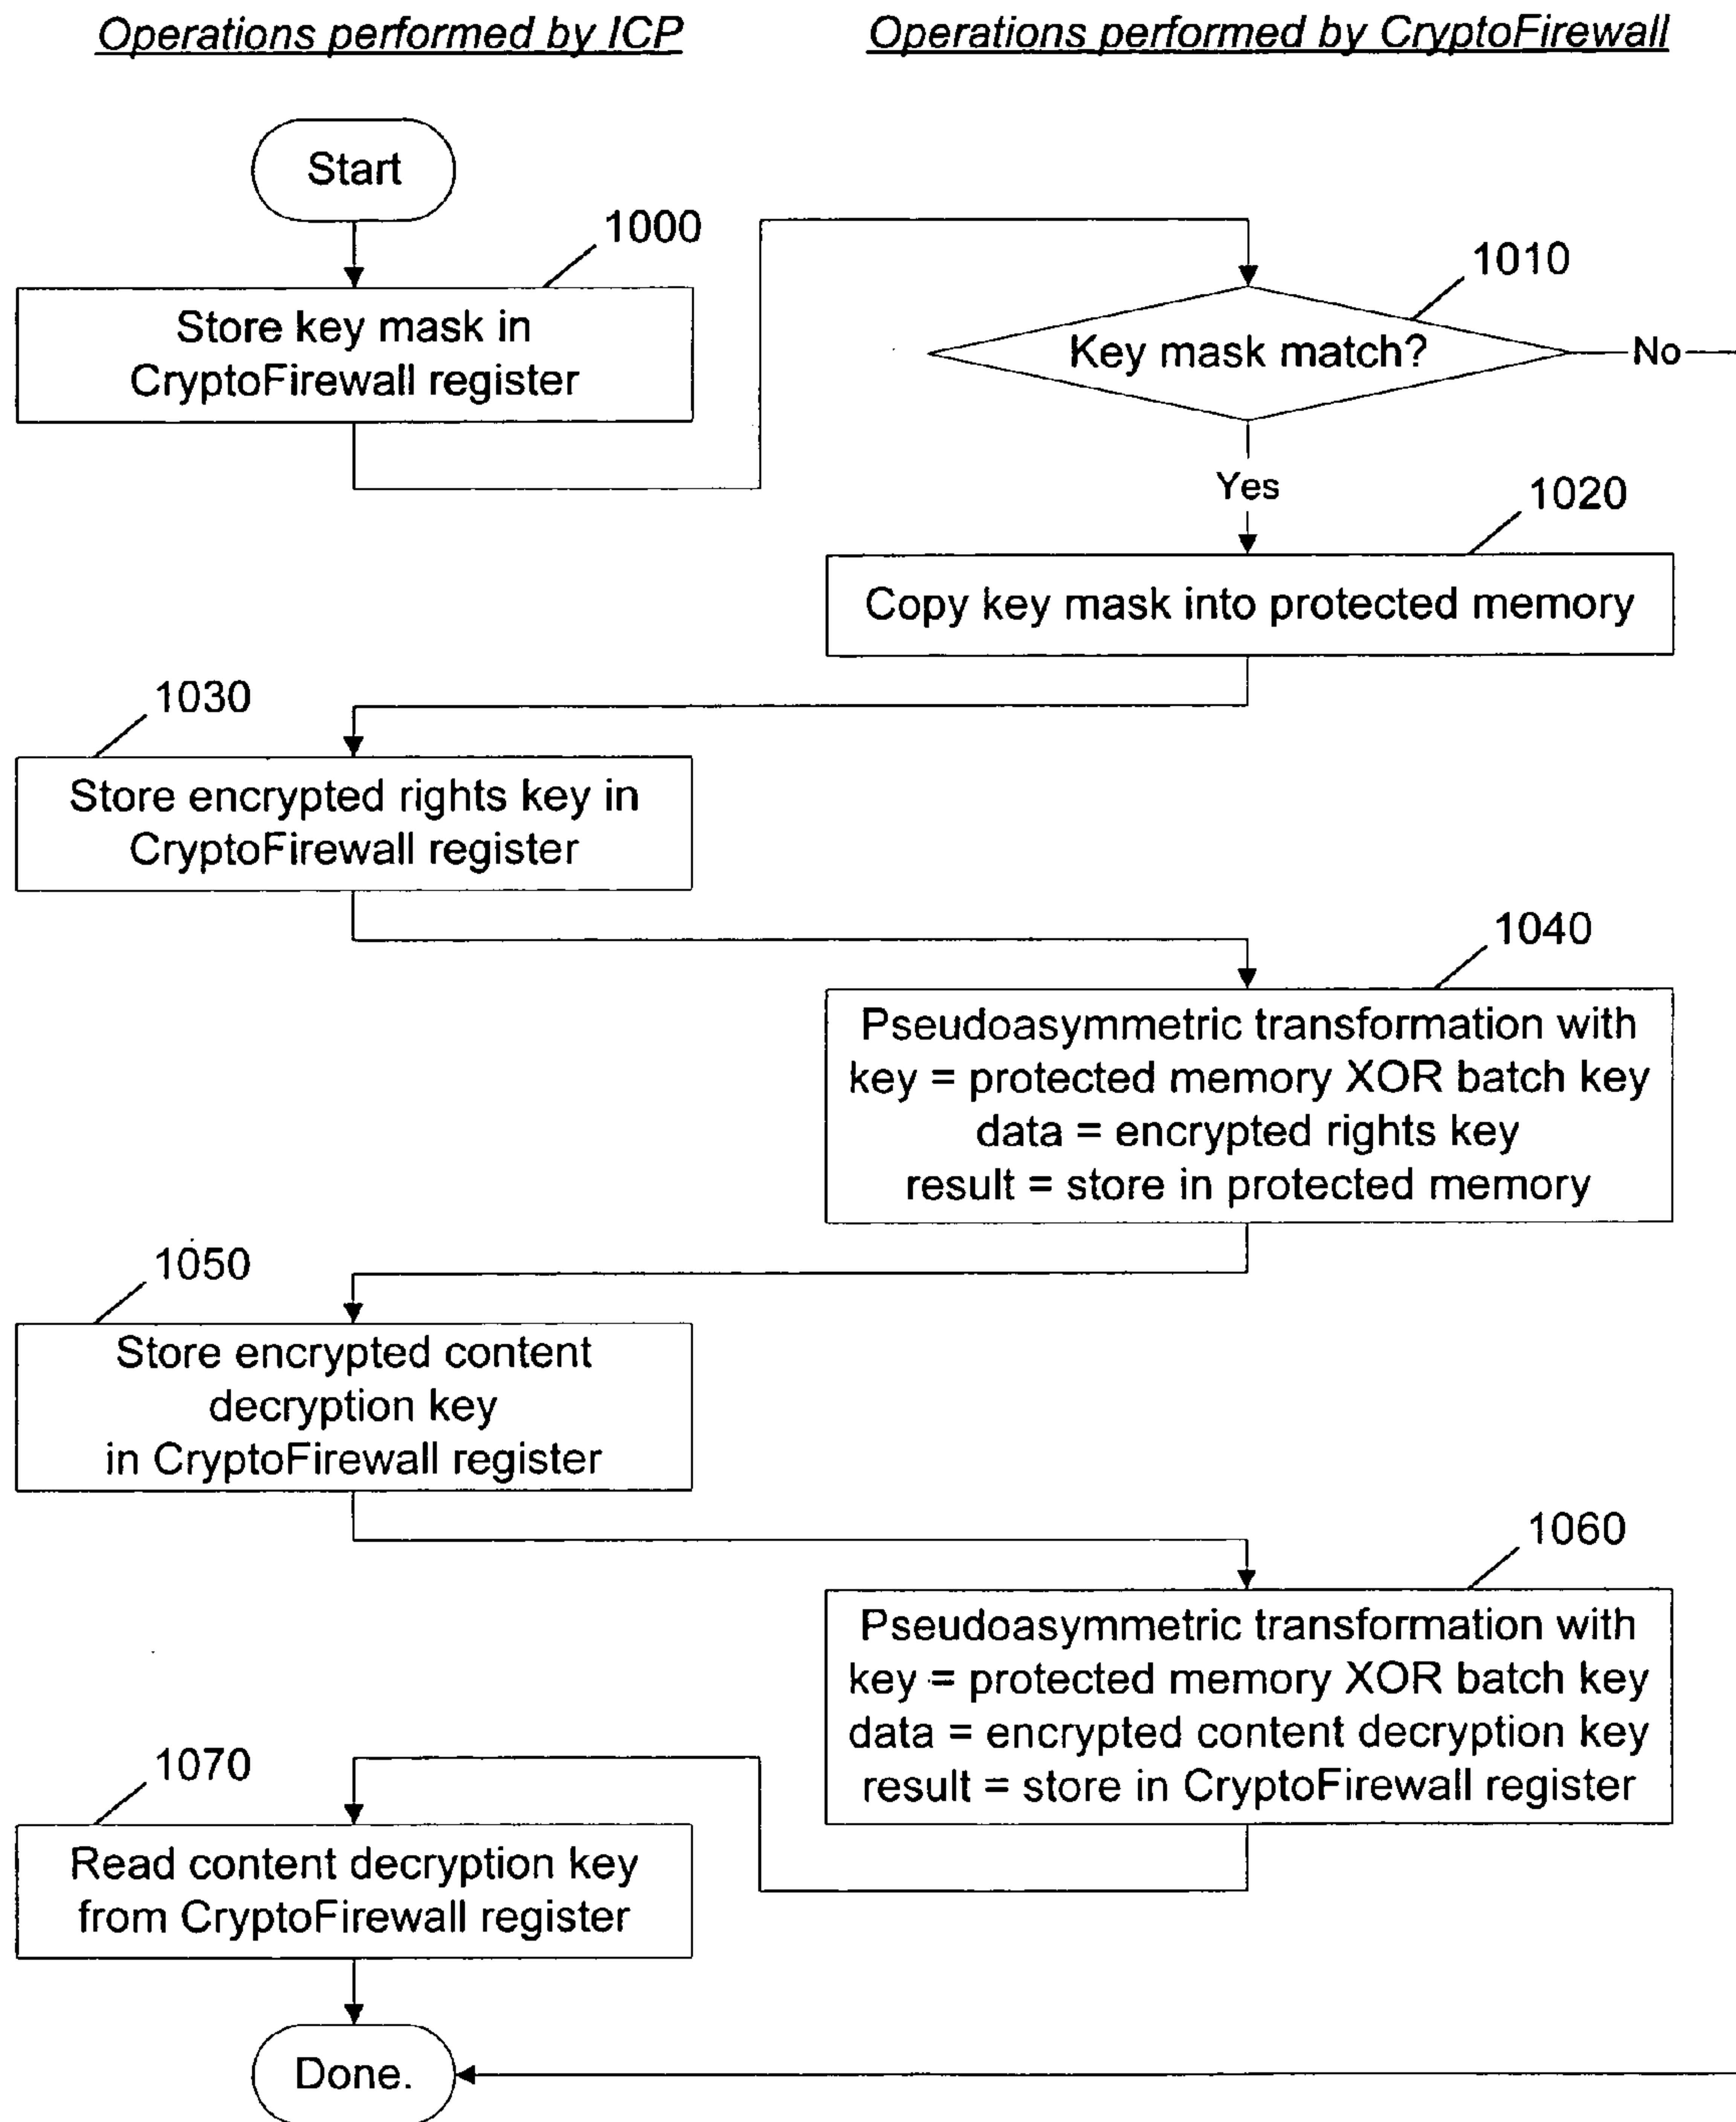 Operations performed by ICP
Operations performed by CryptoFirewall
Start
1000
Store key mask in
CryptoFirewall register
1010
Key mask match?
No
Yes
1020
Copy key mask into protected memory
1030
Store encrypted rights key in
CryptoFirewall register
1040
Pseudoasymmetric transformation with
key = protected memory XOR batch key
data = encrypted rights key
result = store in protected memory
1050
Store encrypted content
decryption key
in CryptoFirewall register
1060
Pseudoasymmetric transformation with
key = protected memory XOR batch key
data = encrypted content decryption key
result = store in CryptoFirewall register
1070
Read content decryption key
from CryptoFirewall register
Done.